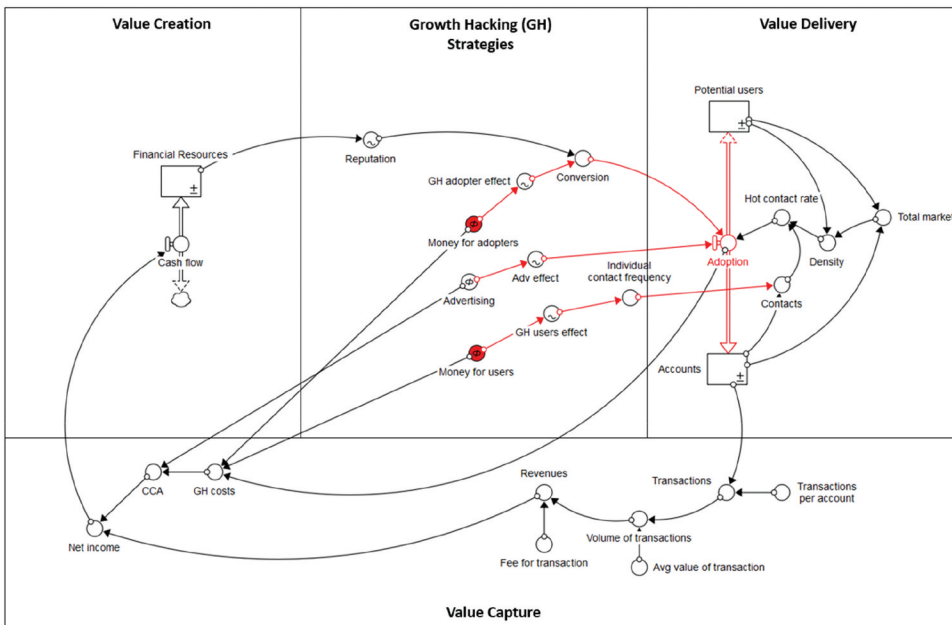 Value Creation
Growth Hacking (GH)
Strategies
Value Delivery
Potential users
Financial Resources
Reputation
Conversion
GH adopter effect
Hot contact rate
Total market
Money for adopters
Cash flow
Adoption
Density
Individual
contact frequency
Adv effect
Advertising
Contacts
GH users effect
Money for users
Accounts
CCA
GH costs
Revenues
Transactions
Transactions
per account
Net income
Volume of transactions
Fee for transaction
Avg value of transaction
Value Capture